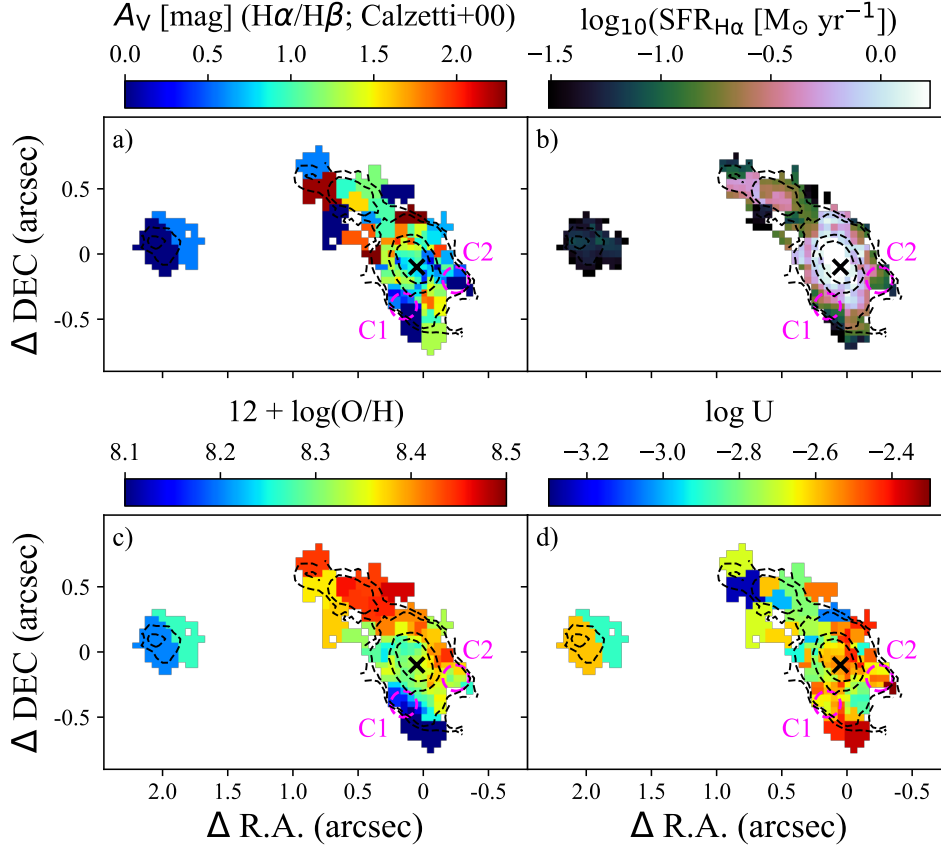 A_V [mag] (Hα/Hβ; Calzetti+00)
0.0 0.5 1.0 1.5 2.0
log₁₀(SFR_Hα [M⊙ yr⁻¹])
−1.5 −1.0 −0.5 0.0
a)
C2
C1
b)
C2
C1
0.5
0
-0.5
Δ DEC (arcsec)
12 + log(O/H)
8.1 8.2 8.3 8.4 8.5
log U
−3.2 −3.0 −2.8 −2.6 −2.4
c)
C2
C1
d)
C2
C1
0.5
0
-0.5
Δ DEC (arcsec)
2.0 1.5 1.0 0.5 0 -0.5
Δ R.A. (arcsec)
2.0 1.5 1.0 0.5 0 -0.5
Δ R.A. (arcsec)